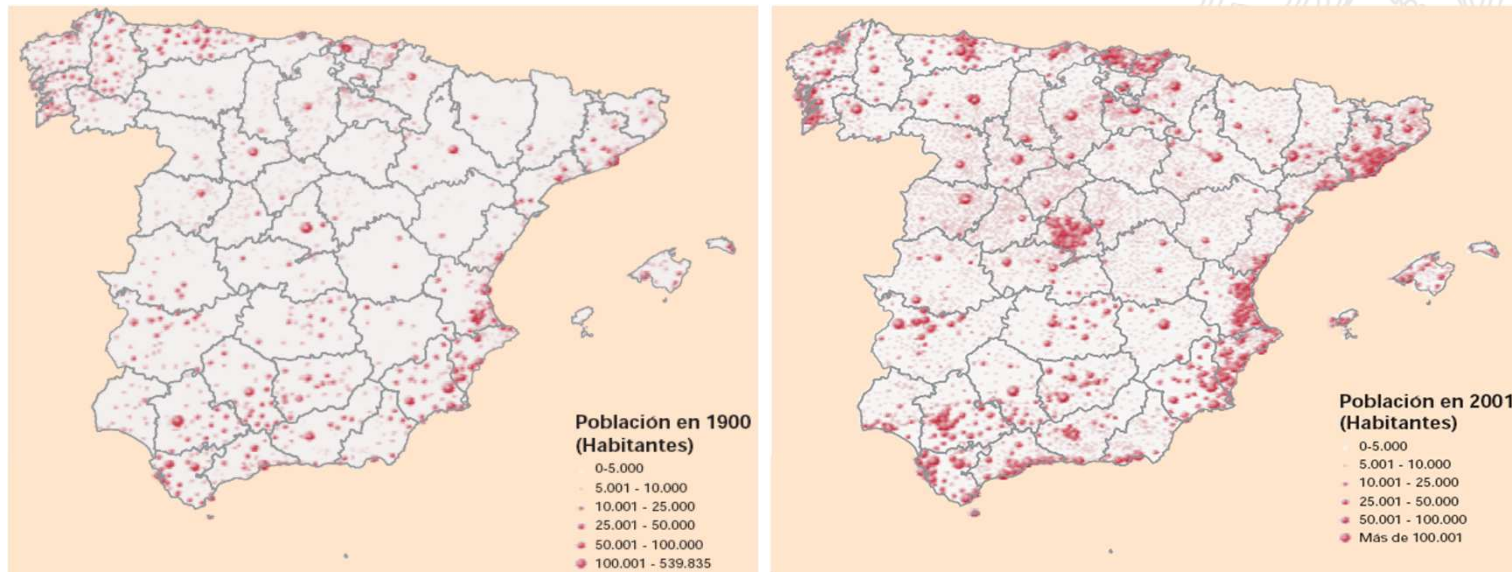 Población en 1900
(Habitantes)
0-5.000
5.001 - 10.000
10.001 - 25.000
25.001 - 50.000
50.001 - 100.000
100.001 - 539.835
Población en 2001
(Habitantes)
0-5.000
5.001 - 10.000
10.001 - 25.000
25.001 - 50.000
50.001 - 100.000
Más de 100.001